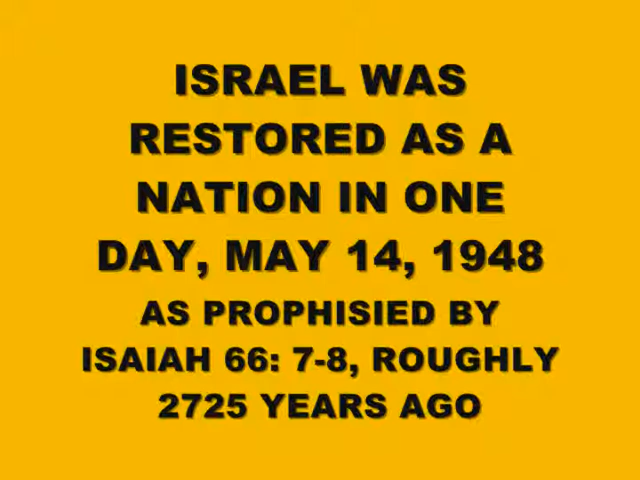 ISRAEL WAS
RESTORED AS A
NATION IN ONE
DAY, MAY 14, 1948
AS PROPHISIED BY
ISAIAH 66: 7-8, ROUGHLY
2725 YEARS AGO